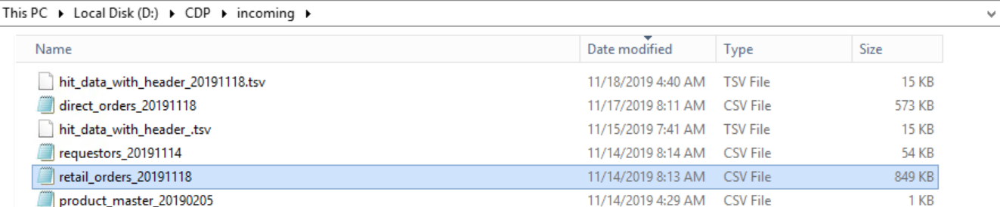 This PC ▸ Local Disk (D:) ▸ CDP ▸ incoming ▸
Name Date modified Type Size
hit_data_with_header_20191118.tsv 11/18/2019 4:40 AM TSV File 15 KB
direct_orders_20191118 11/17/2019 8:11 AM CSV File 573 KB
hit_data_with_header_.tsv 11/15/2019 7:41 AM TSV File 15 KB
requestors_20191114 11/14/2019 8:14 AM CSV File 54 KB
retail_orders_20191118 11/14/2019 8:13 AM CSV File 849 KB
product_master_20190205 11/14/2019 4:29 AM CSV File 1 KB